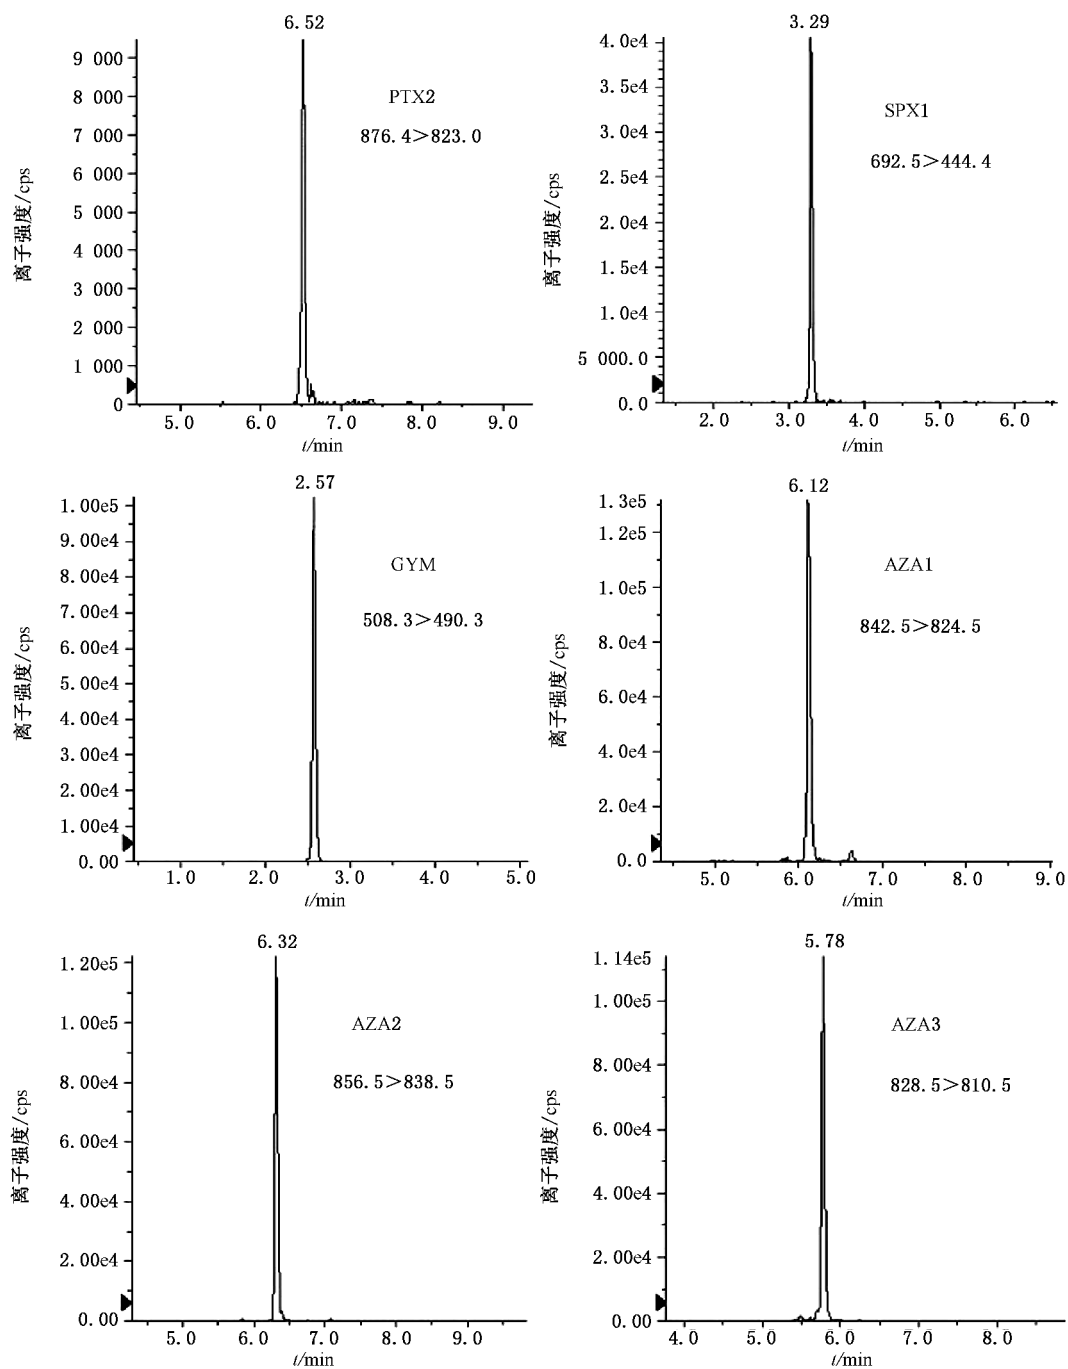 6.52
9 000
8 000
7 000
6 000
5 000
4 000
3 000
2 000
1 000
0
离子强度/cps
PTX2
876.4>823.0
5.0 6.0 7.0 8.0 9.0
t/min
3.29
4.0e4
3.5e4
3.0e4
2.5e4
2.0e4
1.5e4
1.0e4
5 000.0
0.0
离子强度/cps
SPX1
692.5>444.4
2.0 3.0 4.0 5.0 6.0
t/min
2.57
1.00e5
9.00e4
8.00e4
7.00e4
6.00e4
5.00e4
4.00e4
3.00e4
2.00e4
1.00e4
0.00
离子强度/cps
GYM
508.3>490.3
1.0 2.0 3.0 4.0 5.0
t/min
6.12
1.3e5
1.2e5
1.0e5
8.0e4
6.0e4
4.0e4
2.0e4
0.0
离子强度/cps
AZA1
842.5>824.5
5.0 6.0 7.0 8.0 9.0
t/min
6.32
1.20e5
1.00e5
8.00e4
6.00e4
4.00e4
2.00e4
0.00
离子强度/cps
AZA2
856.5>838.5
5.0 6.0 7.0 8.0 9.0
t/min
5.78
1.14e5
1.00e5
8.00e4
6.00e4
4.00e4
2.00e4
0.00
离子强度/cps
AZA3
828.5>810.5
4.0 5.0 6.0 7.0 8.0
t/min